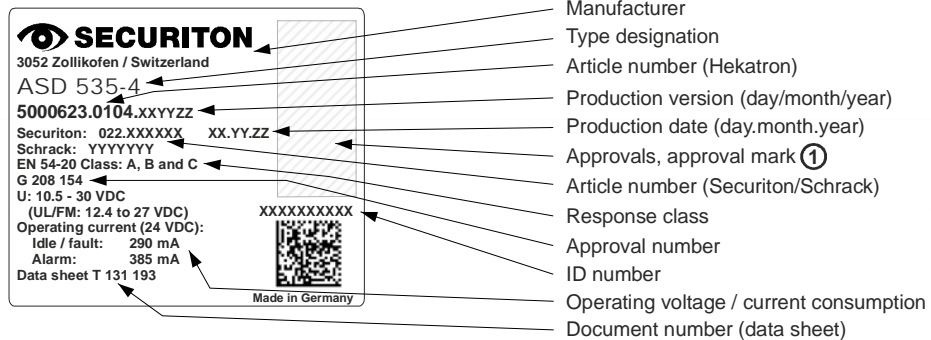 SECURITON
3052 Zollikofen / Switzerland
ASD 535-4
5000623.0104.XXYYZZ
Securiton: 022.XXXXXX XX.YY.ZZ
Schrack: YYYYYYY
EN 54-20 Class: A, B and C
G 208 154
U: 10.5 - 30 VDC
(UL/FM: 12.4 to 27 VDC)
Operating current (24 VDC):
Idle / fault: 290 mA
Alarm: 385 mA
Data sheet T 131 193
XXXXXXXXXX
Made in Germany
Manufacturer
Type designation
Article number (Hekatron)
Production version (day/month/year)
Production date (day.month.year)
Approvals, approval mark ①
Article number (Securiton/Schrack)
Response class
Approval number
ID number
Operating voltage / current consumption
Document number (data sheet)